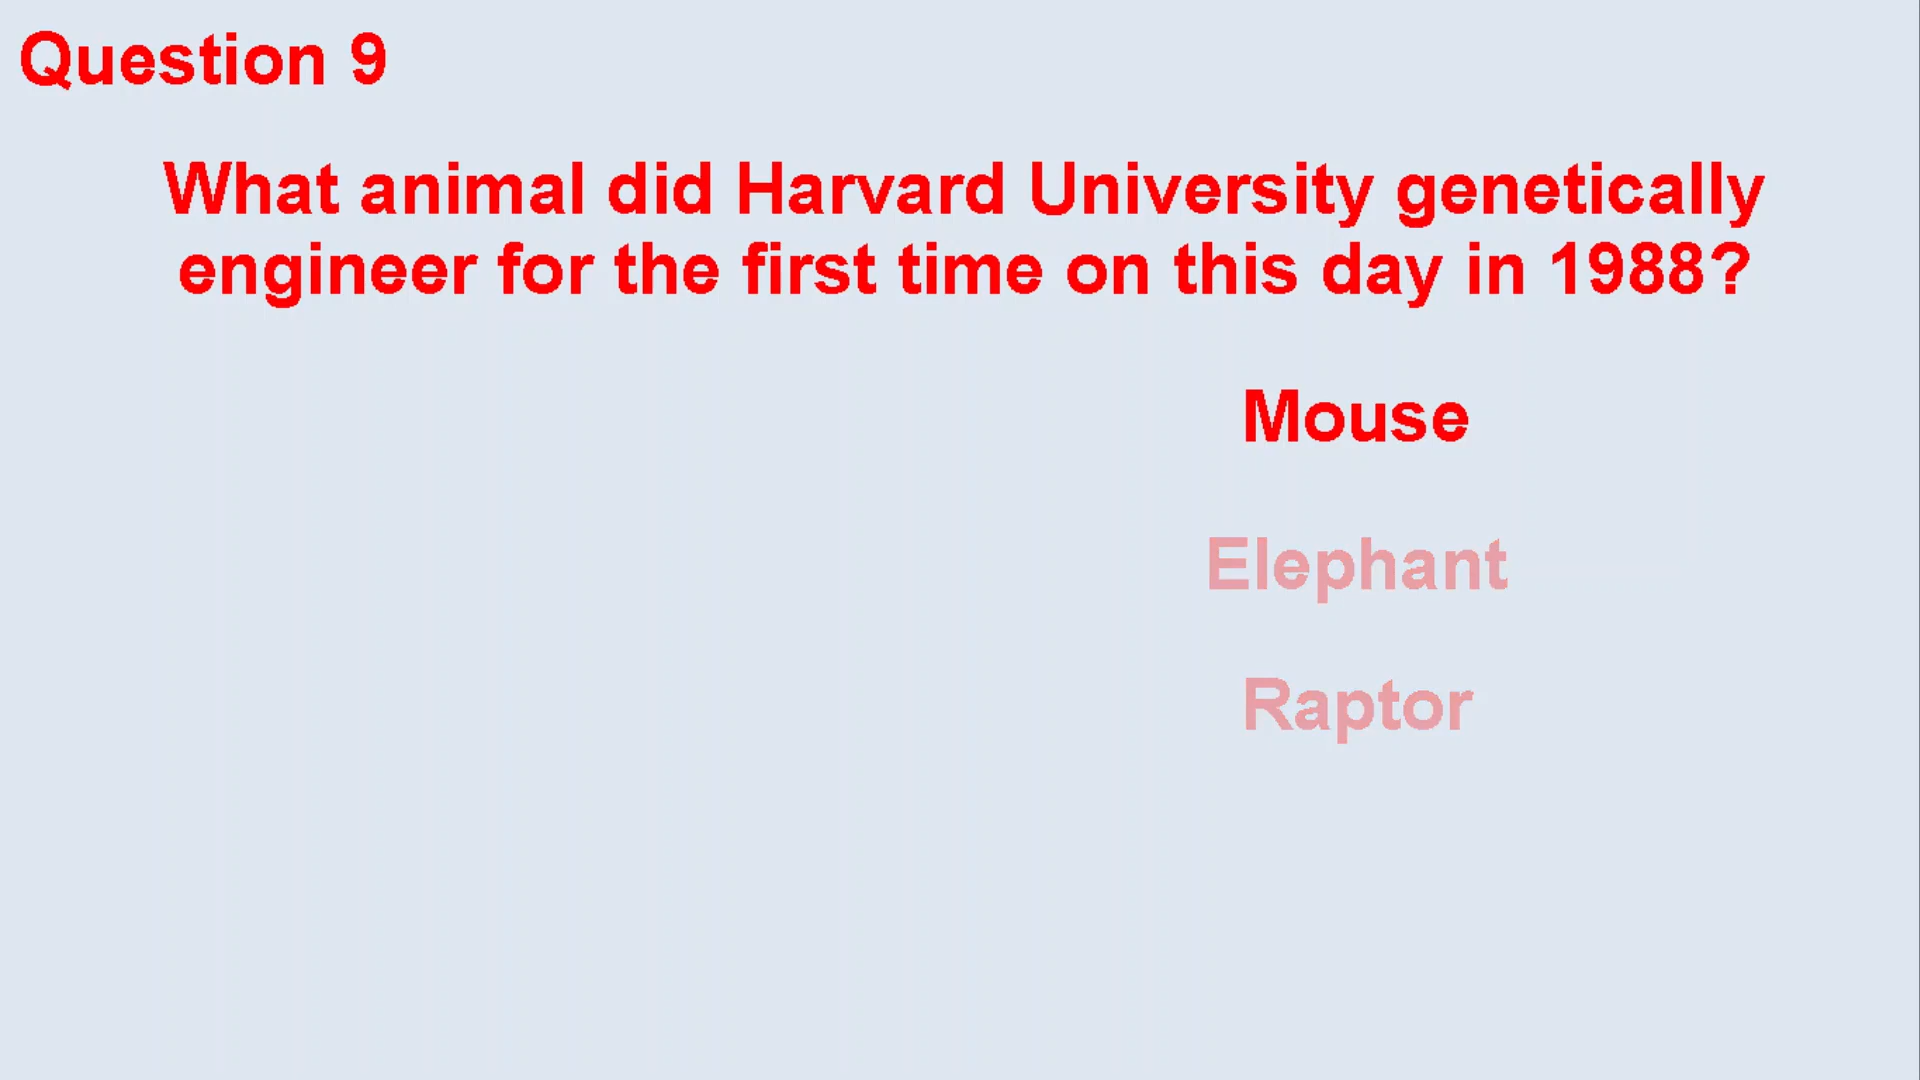 Question 9
What animal did Harvard University genetically
engineer for the first time on this day in 1988?
Mouse
Elephant
Raptor